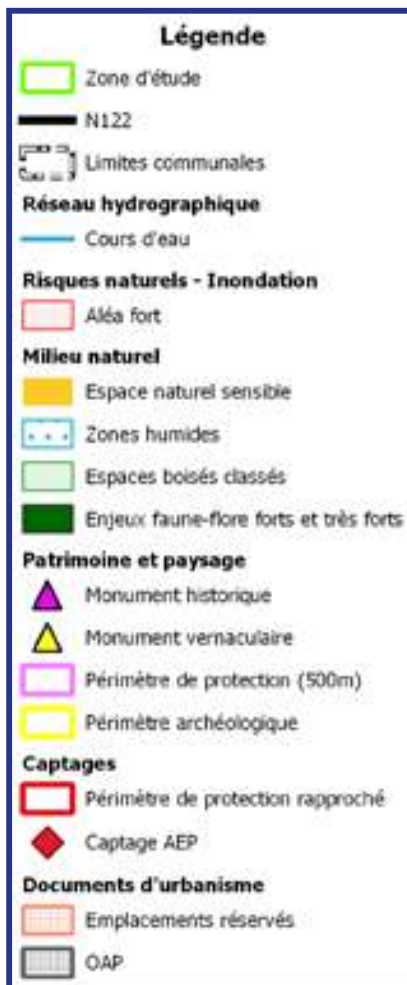 Légende
Zone d'étude
N122
Limites communales
Réseau hydrographique
Cours d'eau
Risques naturels - Inondation
Aléa fort
Milieu naturel
Espace naturel sensible
Zones humides
Espaces boisés classés
Enjeux faune-flore forts et très forts
Patrimoine et paysage
Monument historique
Monument vernaculaire
Périmètre de protection (500m)
Périmètre archéologique
Captages
Périmètre de protection rapproché
Captage AEP
Documents d'urbanisme
Emplacements réservés
OAP